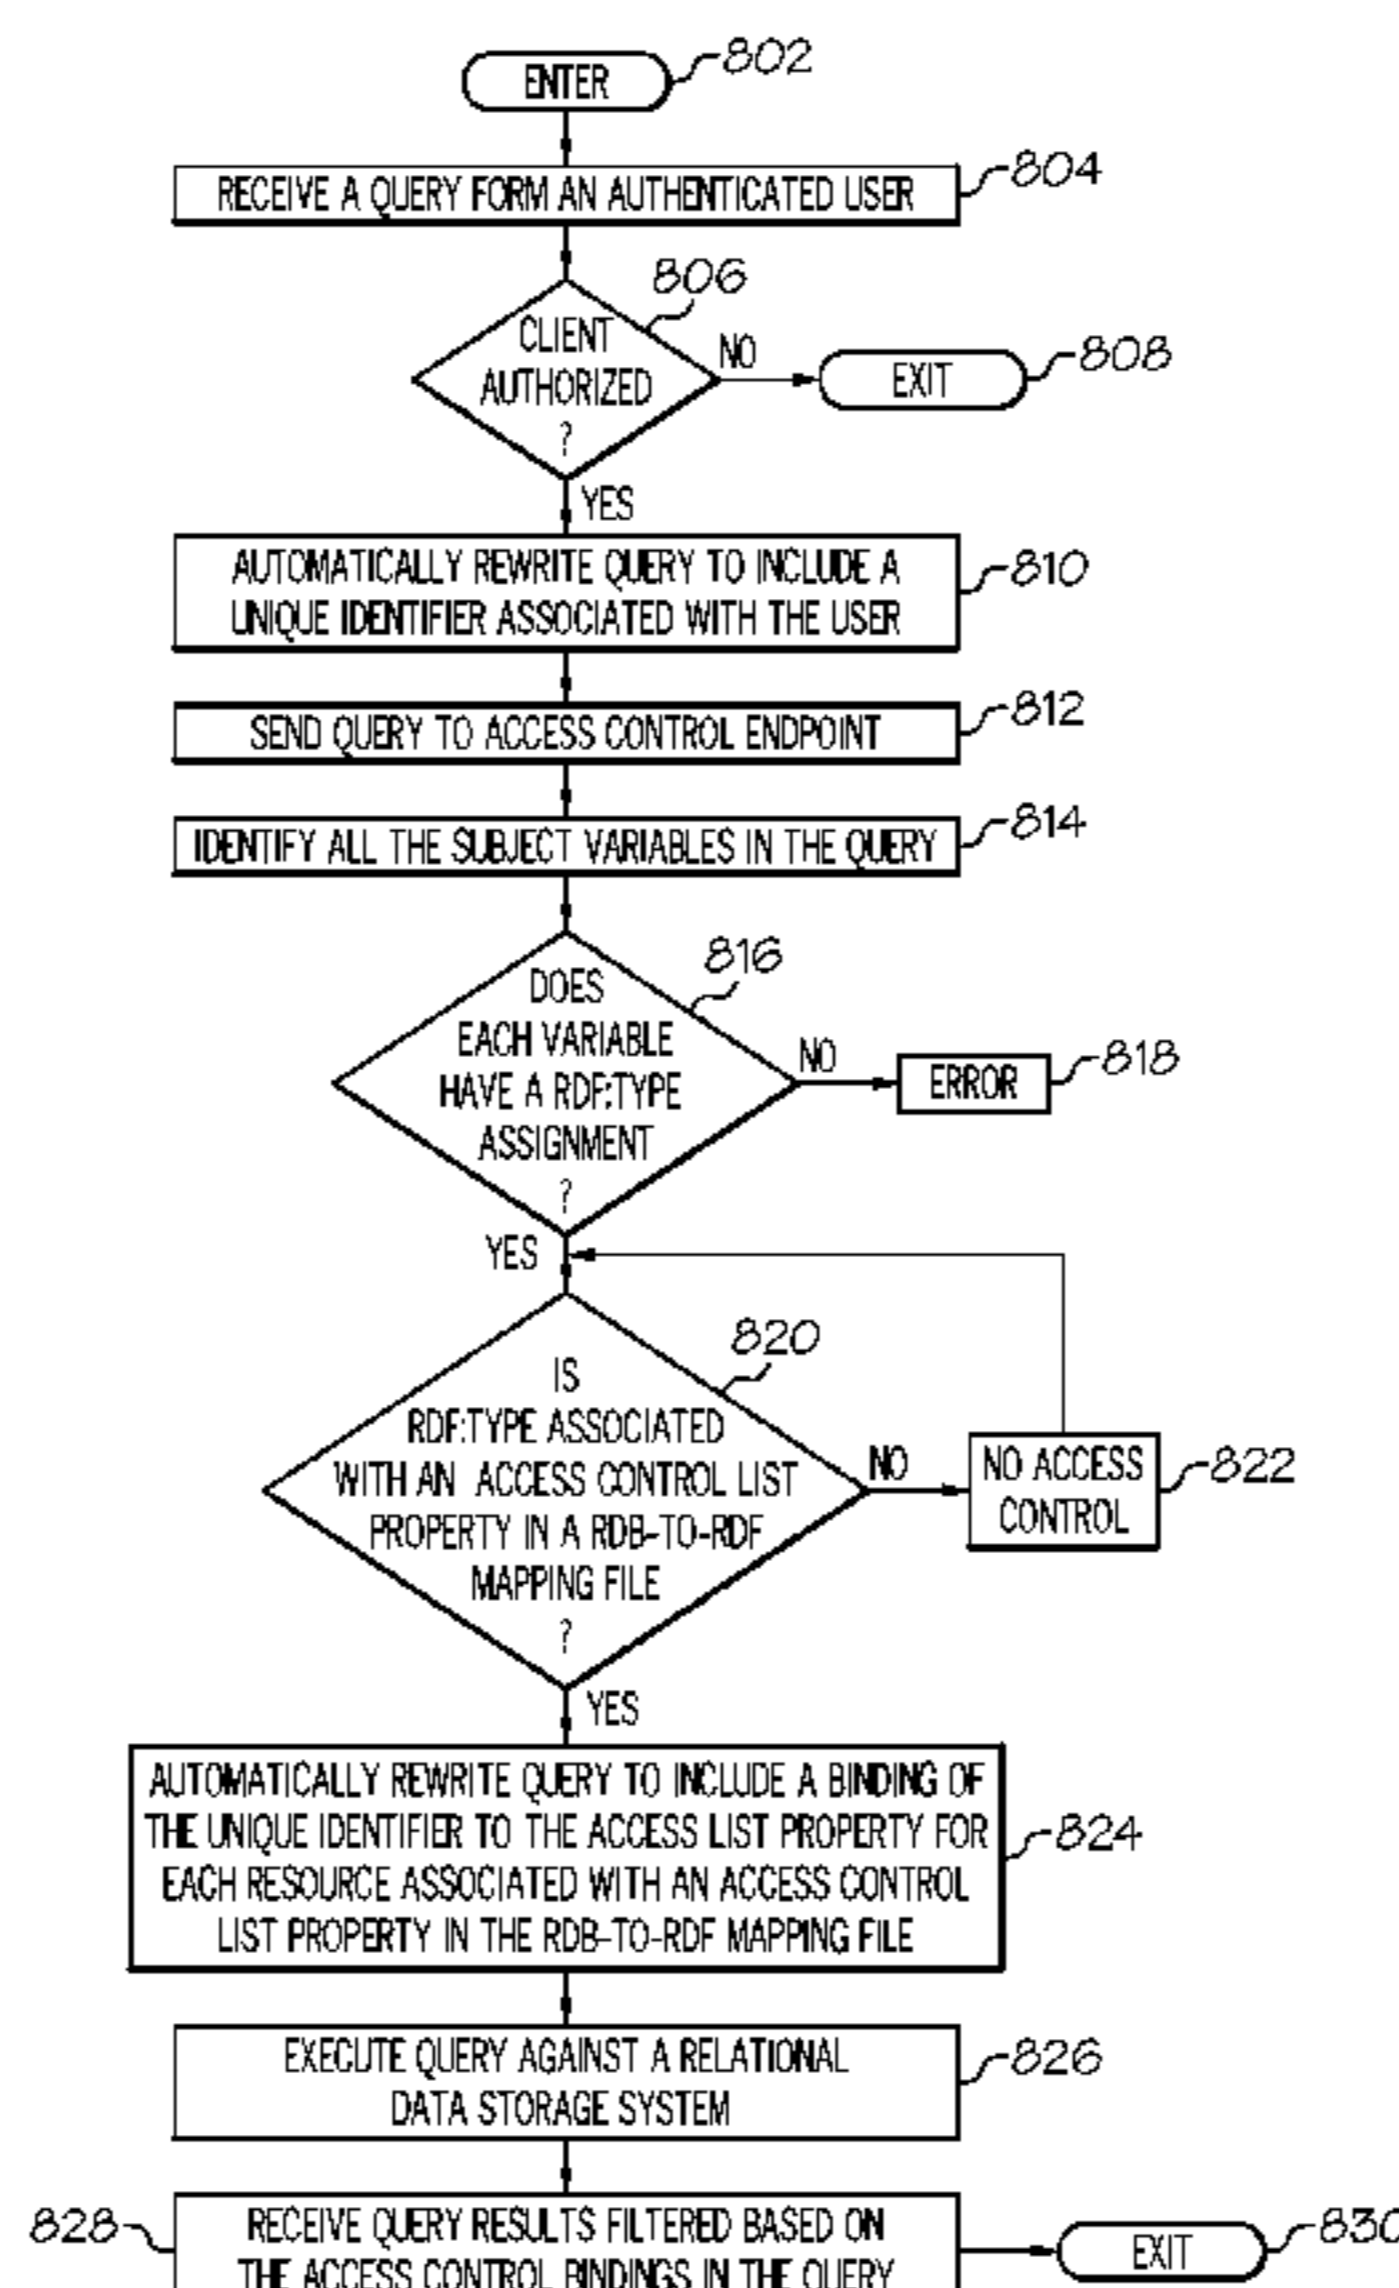 ENTER
802
RECEIVE A QUERY FORM AN AUTHENTICATED USER
804
806
CLIENT
AUTHORIZED
?
NO
EXIT
808
YES
AUTOMATICALLY REWRITE QUERY TO INCLUDE A
UNIQUE IDENTIFIER ASSOCIATED WITH THE USER
810
SEND QUERY TO ACCESS CONTROL ENDPOINT
812
IDENTIFY ALL THE SUBJECT VARIABLES IN THE QUERY
814
816
DOES
EACH VARIABLE
HAVE A RDF:TYPE
ASSIGNMENT
?
NO
ERROR
818
YES
820
IS
RDF:TYPE ASSOCIATED
WITH AN ACCESS CONTROL LIST
PROPERTY IN A RDB-TO-RDF
MAPPING FILE
?
NO
NO ACCESS
CONTROL
822
YES
AUTOMATICALLY REWRITE QUERY TO INCLUDE A BINDING OF
THE UNIQUE IDENTIFIER TO THE ACCESS LIST PROPERTY FOR
EACH RESOURCE ASSOCIATED WITH AN ACCESS CONTROL
LIST PROPERTY IN THE RDB-TO-RDF MAPPING FILE
824
EXECUTE QUERY AGAINST A RELATIONAL
DATA STORAGE SYSTEM
826
828
RECEIVE QUERY RESULTS FILTERED BASED ON
THE ACCESS CONTROL BINDINGS IN THE QUERY
EXIT
830